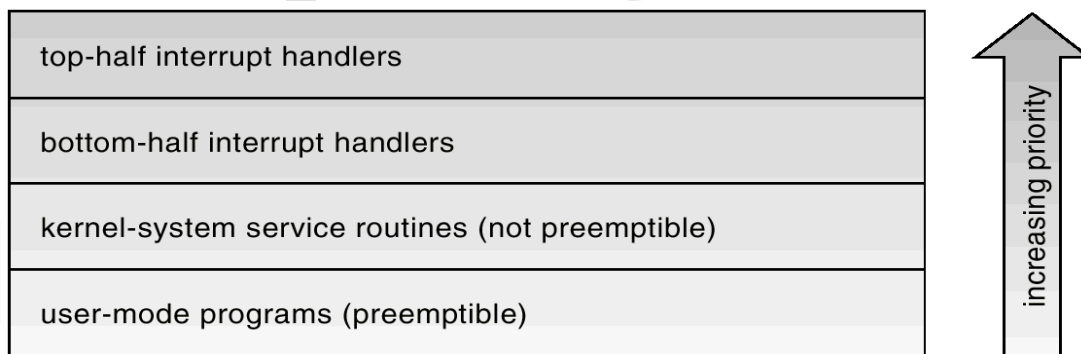 top-half interrupt handlers
bottom-half interrupt handlers
kernel-system service routines (not preemptible)
user-mode programs (preemptible)
increasing priority